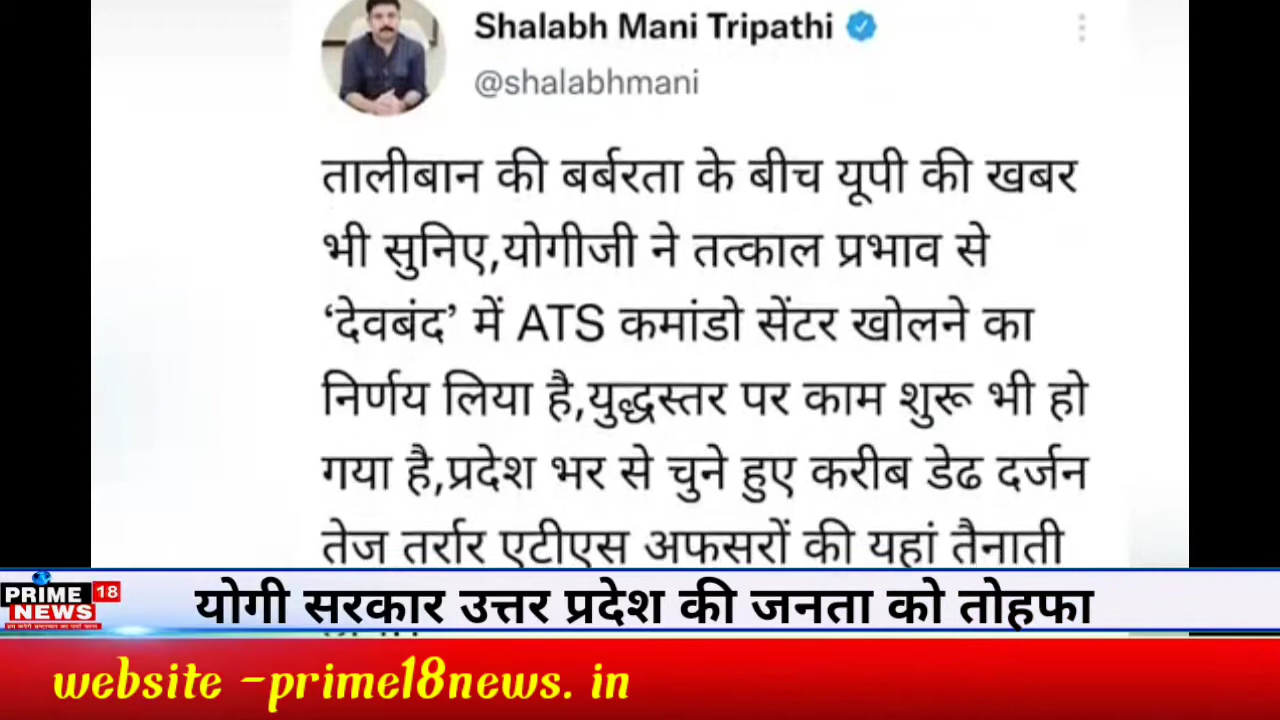 Shalabh Mani Tripathi
@shalabhmani
तालीबान की बर्बरता के बीच यूपी की खबर
भी सुनिए,योगीजी ने तत्काल प्रभाव से
‘देवबंद’ में ATS कमांडो सेंटर खोलने का
निर्णय लिया है,युद्धस्तर पर काम शुरू भी हो
गया है,प्रदेश भर से चुने हुए करीब डेढ दर्जन
तेज तर्रार एटीएस अफसरों की यहां तैनाती
PRIME 18
NEWS
योगी सरकार उत्तर प्रदेश की जनता को तोहफा
website -prime18news. in